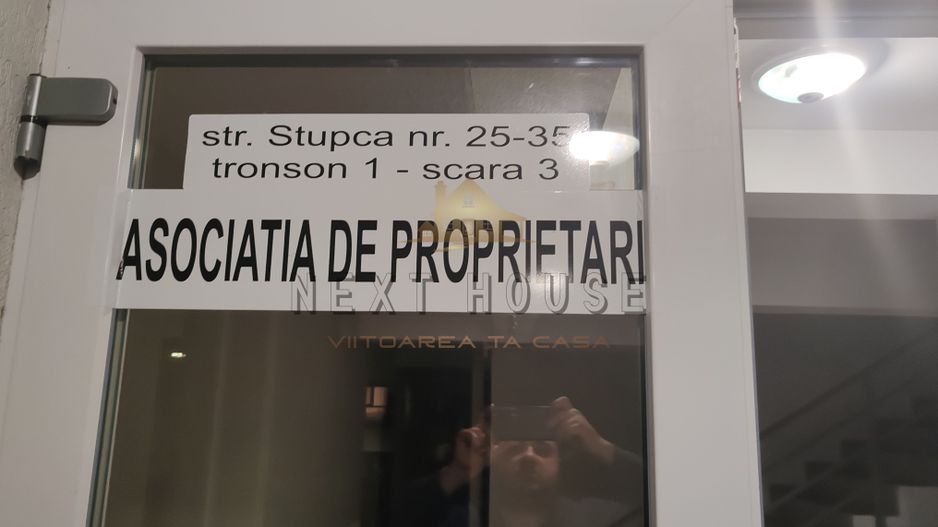 str. Stupca nr. 25-35
tronson 1 - scara 3
ASOCIATIA DE PROPRIETARI
NEXT HOUSE
VIITOAREA TA CASA